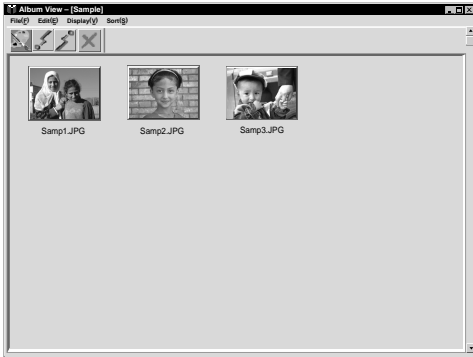 Album View – [Sample]
File(F) Edit(E) Display(V) Sort(S)
Samp1.JPG Samp2.JPG Samp3.JPG